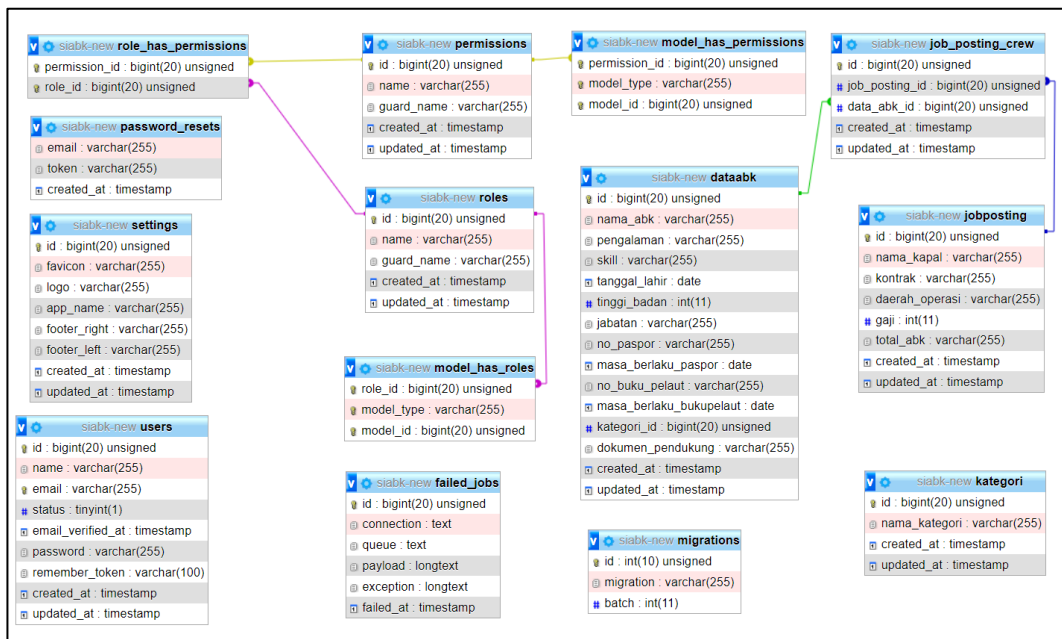 siabk-new role_has_permissions
permission_id : bigint(20) unsigned
role_id : bigint(20) unsigned
siabk-new permissions
id : bigint(20) unsigned
name : varchar(255)
guard_name : varchar(255)
created_at : timestamp
updated_at : timestamp
siabk-new model_has_permissions
permission_id : bigint(20) unsigned
model_type : varchar(255)
model_id : bigint(20) unsigned
siabk-new job_posting_crew
id : bigint(20) unsigned
job_posting_id : bigint(20) unsigned
data_abk_id : bigint(20) unsigned
created_at : timestamp
updated_at : timestamp
siabk-new password_resets
email : varchar(255)
token : varchar(255)
created_at : timestamp
siabk-new roles
id : bigint(20) unsigned
name : varchar(255)
guard_name : varchar(255)
created_at : timestamp
updated_at : timestamp
siabk-new dataabk
id : bigint(20) unsigned
nama_abk : varchar(255)
pengalaman : varchar(255)
skill : varchar(255)
tanggal_lahir : date
tinggi_badan : int(11)
jabatan : varchar(255)
no_paspor : varchar(255)
masa_berlaku_paspor : date
no_buku_pelaut : varchar(255)
masa_berlaku_bukupelaut : date
kategori_id : bigint(20) unsigned
dokumen_pendukung : varchar(255)
created_at : timestamp
updated_at : timestamp
siabk-new jobposting
id : bigint(20) unsigned
nama_kapal : varchar(255)
kontrak : varchar(255)
daerah_operasi : varchar(255)
gaji : int(11)
total_abk : varchar(255)
created_at : timestamp
updated_at : timestamp
siabk-new settings
id : bigint(20) unsigned
favicon : varchar(255)
logo : varchar(255)
app_name : varchar(255)
footer_right : varchar(255)
footer_left : varchar(255)
created_at : timestamp
updated_at : timestamp
siabk-new model_has_roles
role_id : bigint(20) unsigned
model_type : varchar(255)
model_id : bigint(20) unsigned
siabk-new users
id : bigint(20) unsigned
name : varchar(255)
email : varchar(255)
status : tinyint(1)
email_verified_at : timestamp
password : varchar(255)
remember_token : varchar(100)
created_at : timestamp
updated_at : timestamp
siabk-new failed_jobs
id : bigint(20) unsigned
connection : text
queue : text
payload : longtext
exception : longtext
failed_at : timestamp
siabk-new migrations
id : int(10) unsigned
migration : varchar(255)
batch : int(11)
siabk-new kategori
id : bigint(20) unsigned
nama_kategori : varchar(255)
created_at : timestamp
updated_at : timestamp